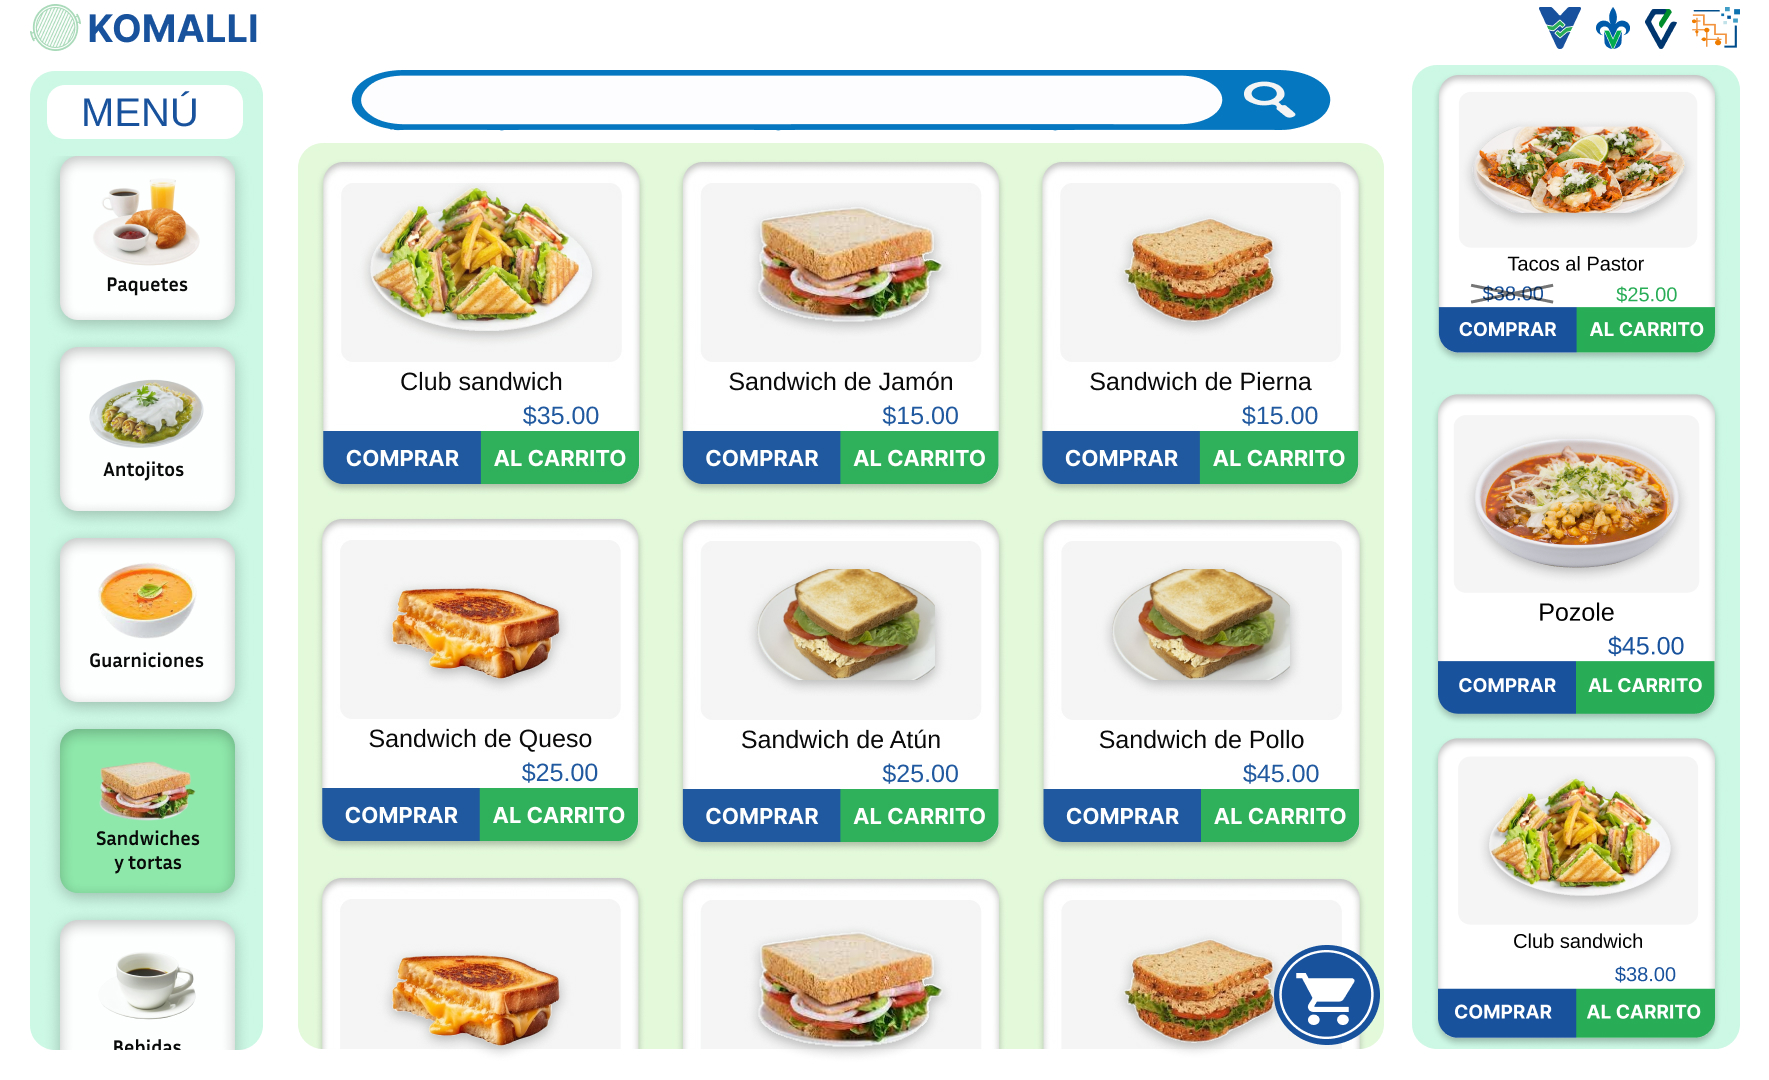 KOMALLI
MENÚ
Paquetes
Antojitos
Guarniciones
Sandwiches
y tortas
Bebidas
Club sandwich
$35.00
COMPRAR AL CARRITO
Sandwich de Jamón
$15.00
COMPRAR AL CARRITO
Sandwich de Pierna
$15.00
COMPRAR AL CARRITO
Sandwich de Queso
$25.00
COMPRAR AL CARRITO
Sandwich de Atún
$25.00
COMPRAR AL CARRITO
Sandwich de Pollo
$45.00
COMPRAR AL CARRITO
Tacos al Pastor
$38.00 $25.00
COMPRAR AL CARRITO
Pozole
$45.00
COMPRAR AL CARRITO
Club sandwich
$38.00
COMPRAR AL CARRITO